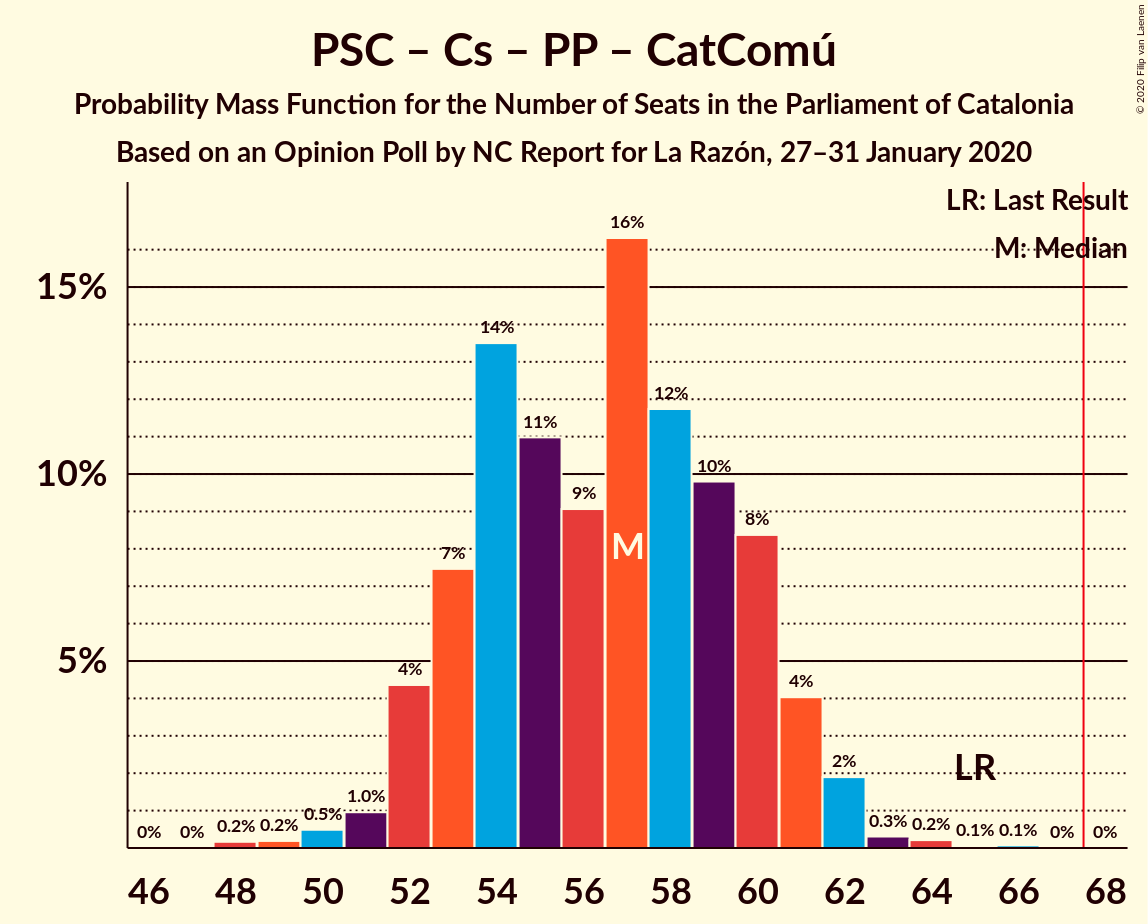 PSC – Cs – PP – CatComú
Probability Mass Function for the Number of Seats in the Parliament of Catalonia
Based on an Opinion Poll by NC Report for La Razón, 27–31 January 2020
© 2020 Filip van Laenen
LR: Last Result
M: Median
15%
10%
5%
0%
0%
0.2%
0.2%
0.5%
1.0%
4%
7%
14%
11%
9%
16%
12%
10%
8%
4%
2%
0.3%
0.2%
0.1%
0.1%
0%
0%
M
LR
46 48 50 52 54 56 58 60 62 64 66 68